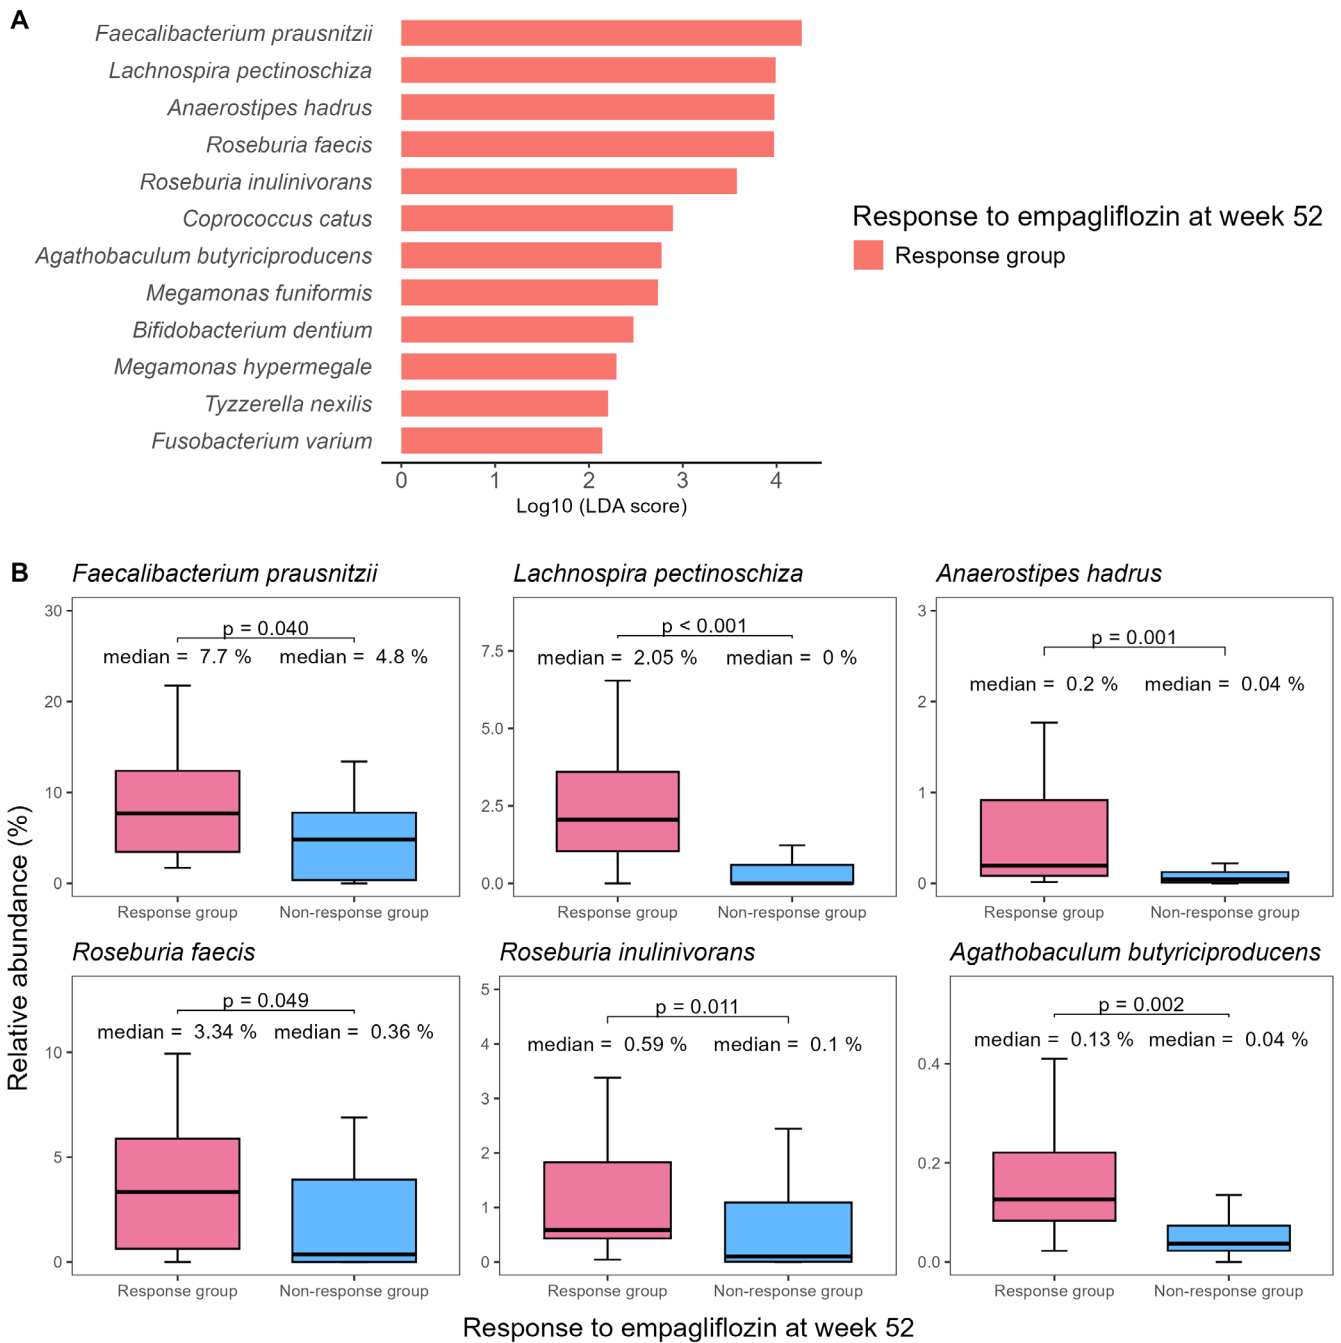 A
Faecalibacterium prausnitzii
Lachnospira pectinoschiza
Anaerostipes hadrus
Roseburia faecis
Roseburia inulinivorans
Coprococcus catus
Agathobaculum butyriciproducens
Megamonas funiformis
Bifidobacterium dentium
Megamonas hypermegale
Tyzzerella nexilis
Fusobacterium varium
0 1 2 3 4
Log10 (LDA score)
Response to empagliflozin at week 52
Response group
B
Relative abundance (%)
Faecalibacterium prausnitzii
30
20
10
0
p = 0.040
median = 7.7 % median = 4.8 %
Response group Non-response group
Lachnospira pectinoschiza
7.5
5.0
2.5
0.0
p < 0.001
median = 2.05 % median = 0 %
Response group Non-response group
Anaerostipes hadrus
3
2
1
0
p = 0.001
median = 0.2 % median = 0.04 %
Response group Non-response group
Roseburia faecis
10
5
0
p = 0.049
median = 3.34 % median = 0.36 %
Response group Non-response group
Roseburia inulinivorans
5
4
3
2
1
0
p = 0.011
median = 0.59 % median = 0.1 %
Response group Non-response group
Agathobaculum butyriciproducens
0.4
0.2
0.0
p = 0.002
median = 0.13 % median = 0.04 %
Response group Non-response group
Response to empagliflozin at week 52